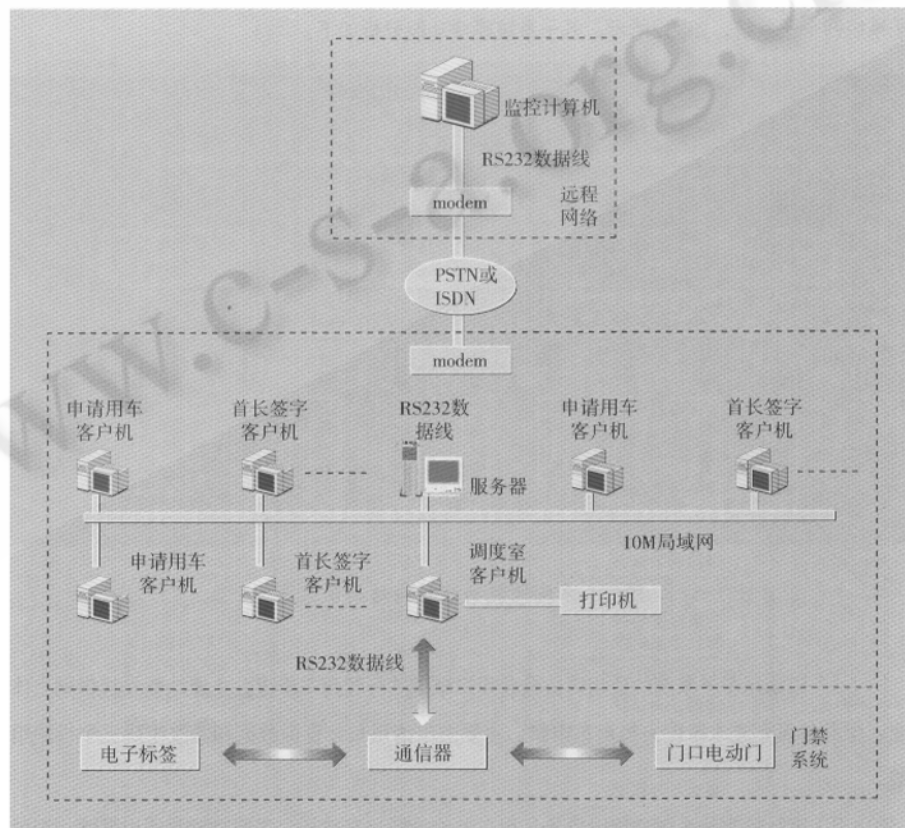 监控计算机
RS232数据线
modem
远程
网络
PSTN或
ISDN
modem
申请用车
客户机
首长签字
客户机
RS232数
据线
申请用车
客户机
首长签字
客户机
服务器
10M局域网
申请用车
客户机
首长签字
客户机
调度室
客户机
打印机
RS232数据线
电子标签
通信器
门口电动门
门禁
系统
www.c-s-a.org.cn